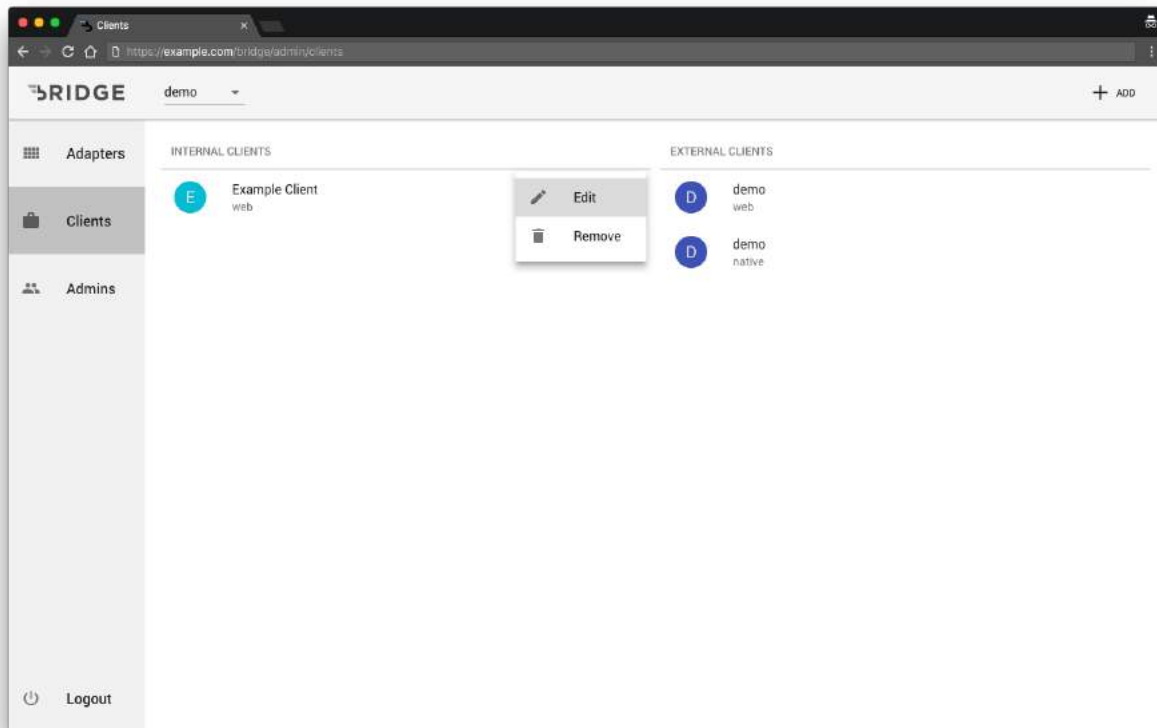 Clients
https://example.com/bridge/admin/clients
BRIDGE
demo
ADD
Adapters
Clients
Admins
Logout
INTERNAL CLIENTS
E
Example Client
web
Edit
Remove
EXTERNAL CLIENTS
D
demo
web
D
demo
native